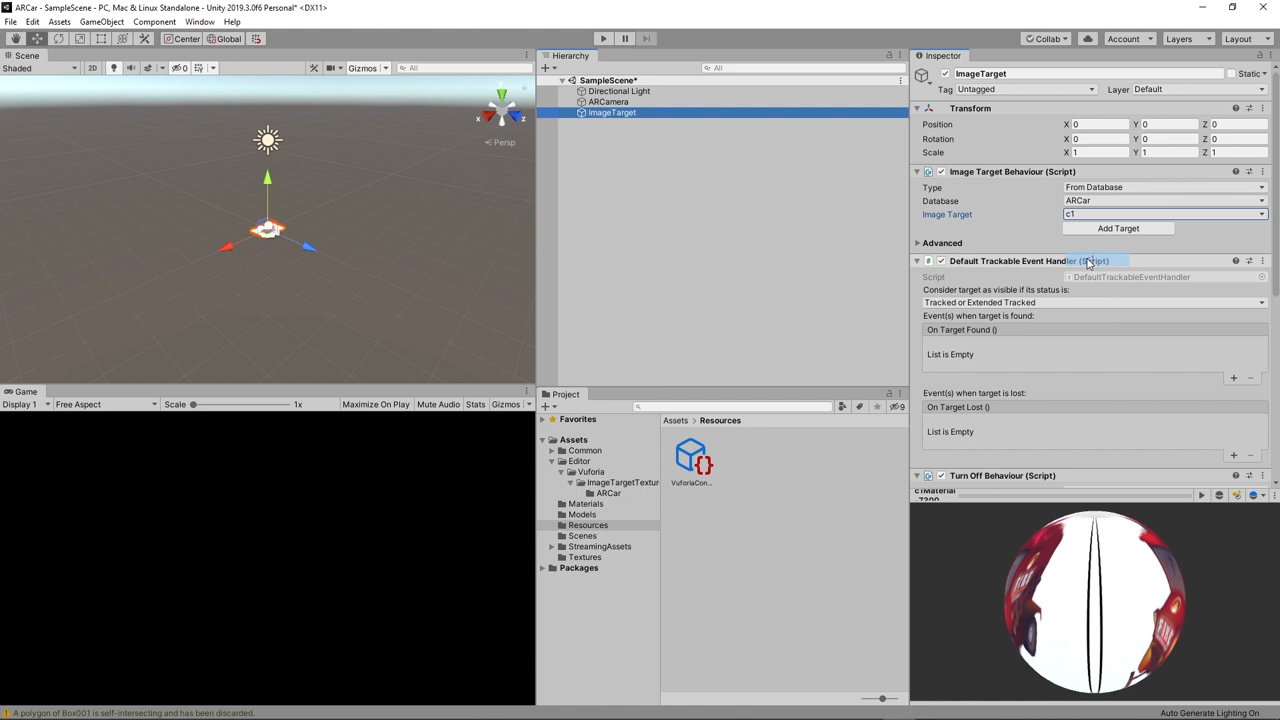 ARCar - SampleScene - PC, Mac & Linux Standalone - Unity 2019.3.0f6 Personal* <DX11>
File Edit Assets GameObject Component Window Help
Center Global Collab Account Layers Layout
Scene
Shaded 2D 0 Gizmos All
x z
Persp
Game
Display 1 Free Aspect Scale 1x Maximize On Play Mute Audio Stats Gizmos
Hierarchy
All
SampleScene*
Directional Light
ARCamera
ImageTarget
Project
9
Favorites
Assets
Common
Editor
Vuforia
ImageTargetTextur
ARCar
Materials
Models
Resources
Scenes
StreamingAssets
Textures
Packages
Assets > Resources
VuforiaCon...
Inspector
ImageTarget Static
Tag Untagged Layer Default
Transform
Position X 0 Y 0 Z 0
Rotation X 0 Y 0 Z 0
Scale X 1 Y 1 Z 1
Image Target Behaviour (Script)
Type From Database
Database ARCar
Image Target c1
Add Target
Advanced
Default Trackable Event Handler (Script)
Script DefaultTrackableEventHandler
Consider target as visible if its status is:
Tracked or Extended Tracked
Event(s) when target is found:
On Target Found ()
List is Empty
Event(s) when target is lost:
On Target Lost ()
List is Empty
Turn Off Behaviour (Script)
c1Material
A polygon of Box001 is self-intersecting and has been discarded.
Auto Generate Lighting On